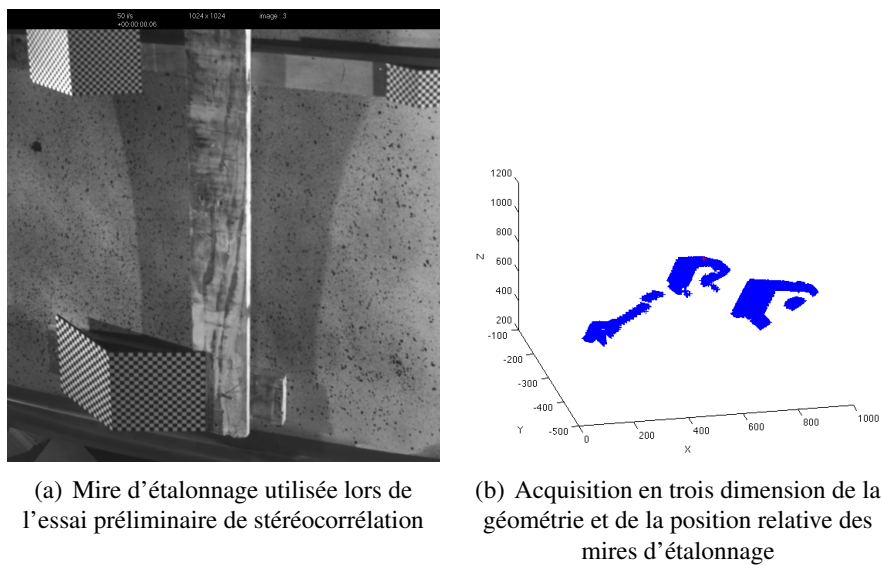 50 i/s
1024 x 1024
image : 3
+00:00:00.06
1200
1000
800
600
400
200
Z
-100
-200
-300
-400
-500
Y
0
200
400
600
800
1000
X
(a) Mire d'étalonnage utilisée lors de
l'essai préliminaire de stéréocorrélation
(b) Acquisition en trois dimension de la
géométrie et de la position relative des
mires d'étalonnage